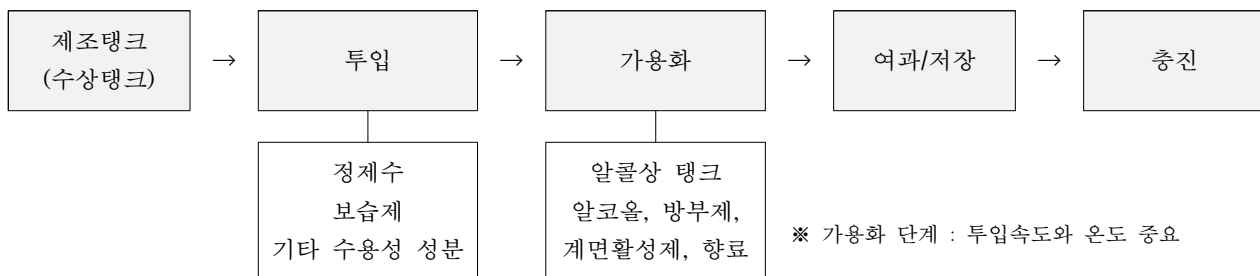 제조탱크
(수상탱크)
→
투입
→
가용화
→
여과/저장
→
충진
정제수
보습제
기타 수용성 성분
알콜상 탱크
알코올, 방부제,
계면활성제, 향료
※ 가용화 단계 : 투입속도와 온도 중요